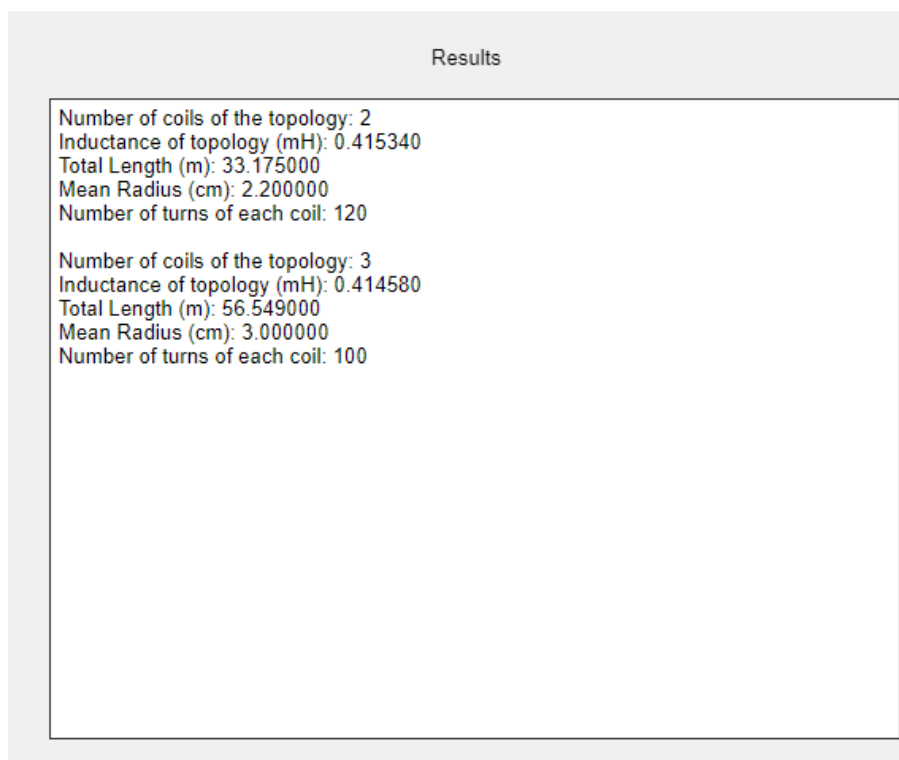 Results
Number of coils of the topology: 2
Inductance of topology (mH): 0.415340
Total Length (m): 33.175000
Mean Radius (cm): 2.200000
Number of turns of each coil: 120
Number of coils of the topology: 3
Inductance of topology (mH): 0.414580
Total Length (m): 56.549000
Mean Radius (cm): 3.000000
Number of turns of each coil: 100